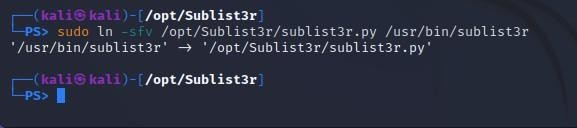 ┌──(kali㉿kali)-[/opt/Sublist3r]
└─PS> sudo ln -sfv /opt/Sublist3r/sublist3r.py /usr/bin/sublist3r
'/usr/bin/sublist3r' → '/opt/Sublist3r/sublist3r.py'
┌──(kali㉿kali)-[/opt/Sublist3r]
└─PS>